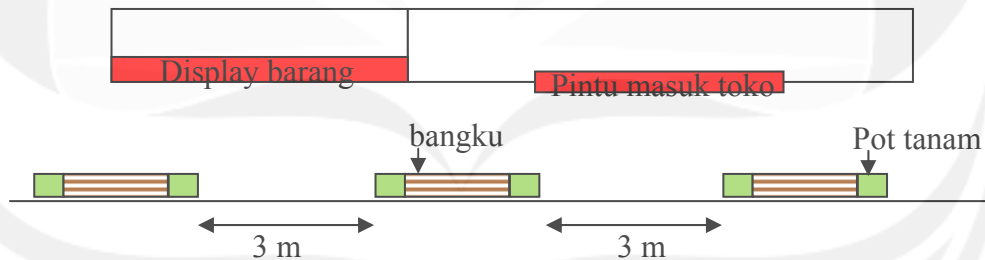 Display barang
Pintu masuk toko
bangku
Pot tanam
3 m
3 m